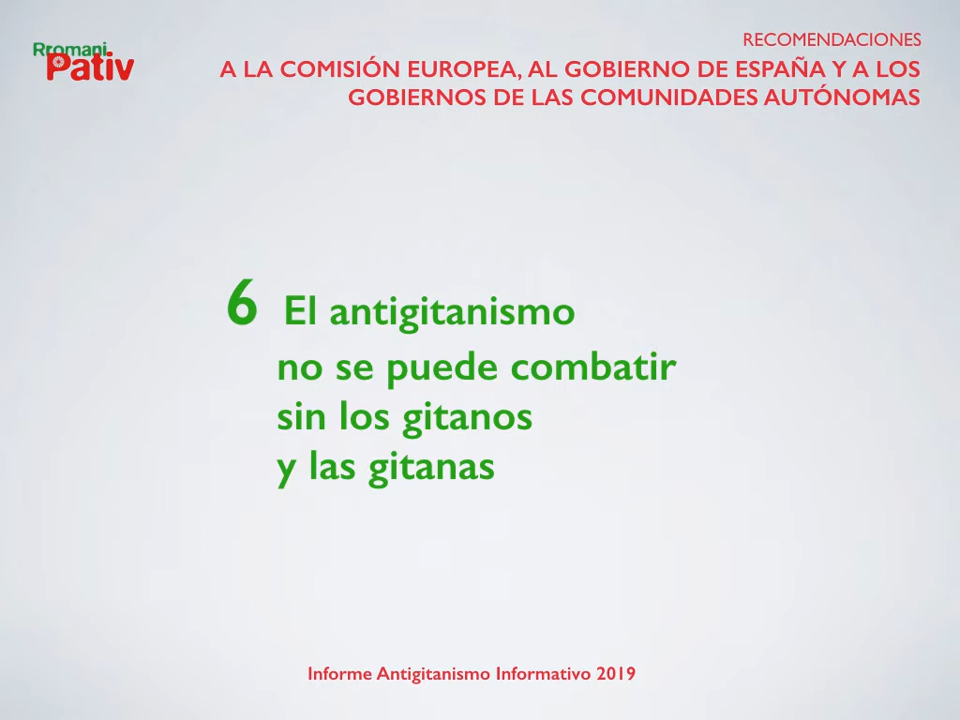 Rromani
Pativ
RECOMENDACIONES
A LA COMISIÓN EUROPEA, AL GOBIERNO DE ESPAÑA Y A LOS
GOBIERNOS DE LAS COMUNIDADES AUTÓNOMAS
6 El antigitanismo
no se puede combatir
sin los gitanos
y las gitanas
Informe Antigitanismo Informativo 2019